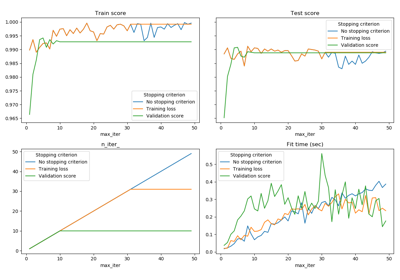 Train score
Test score
1.000
0.995
0.990
0.985
0.980
0.975
0.970
0.965
Stopping criterion
No stopping criterion
Training loss
Validation score
Stopping criterion
No stopping criterion
Training loss
Validation score
0 10 20 30 40 50
max_iter
0 10 20 30 40 50
max_iter
n_iter_
Fit time (sec)
50
40
30
20
10
0
Stopping criterion
No stopping criterion
Training loss
Validation score
0.5
0.4
0.3
0.2
0.1
0.0
Stopping criterion
No stopping criterion
Training loss
Validation score
0 10 20 30 40 50
max_iter
0 10 20 30 40 50
max_iter